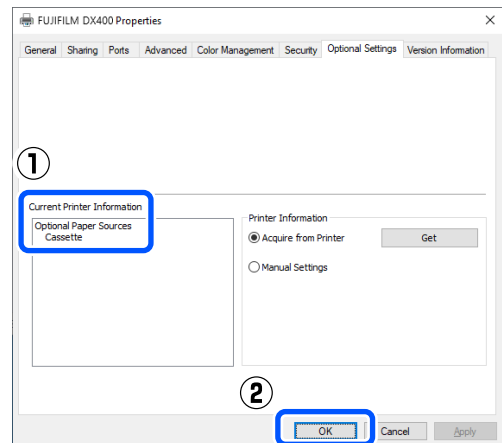 FUJIFILM DX400 Properties
General Sharing Ports Advanced Color Management Security Optional Settings Version Information
1
Current Printer Information
Optional Paper Sources
Cassette
Printer Information
Acquire from Printer Get
Manual Settings
2
OK Cancel Apply